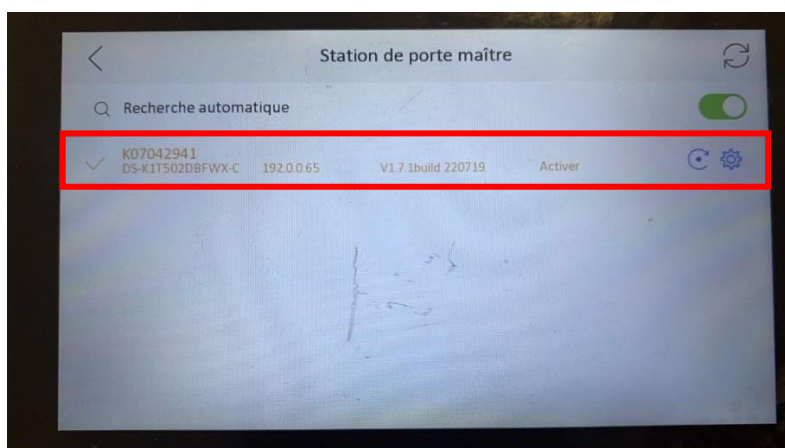 Station de porte maître
Recherche automatique
K07042941
DS-K1T502DBFWX-C 192.0.0.65 V1.7.1build 220719 Activer